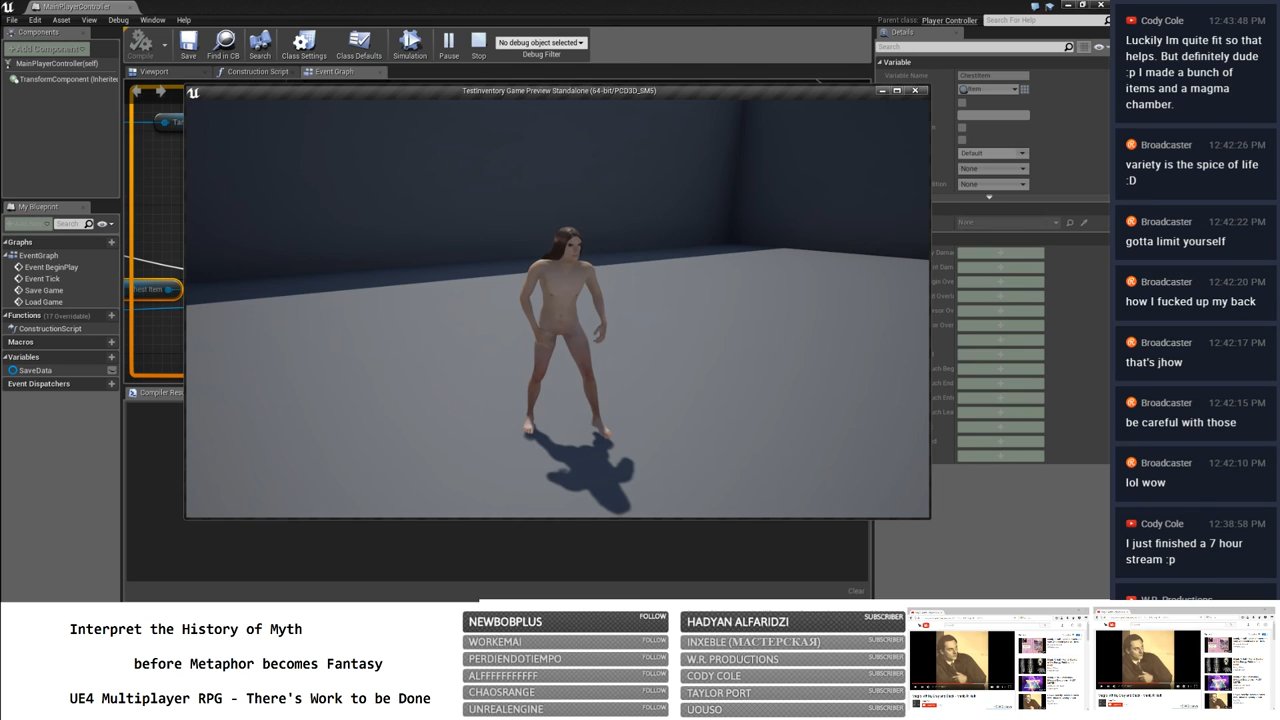 MainPlayerController
File Edit Asset View Debug Window Help
Parent class: Player Controller
Search For Help
Components
+Add Component
MainPlayerController(self)
TransformComponent (Inherite
Compile
Save
Find in CB
Search
Class Settings
Class Defaults
Simulation
Pause
Stop
No debug object selected
Debug Filter
Viewport
Construction Script
Event Graph
TestInventory Game Preview Standalone (64-bit/PCD3D_SM5)
hest Item
My Blueprint
Search
Graphs
EventGraph
Event BeginPlay
Event Tick
Save Game
Load Game
Functions (17 Overridable)
ConstructionScript
Macros
Variables
SaveData
Event Dispatchers
Compiler Res
Clear
Details
Search
Variable
Variable Name
ChestItem
Item
Default
None
None
None
Cody Cole 12:43:48 PM
Luckily Im quite fit so that
helps. But definitely dude
:p I made a bunch of
items and a magma
chamber.
Broadcaster 12:42:26 PM
variety is the spice of life
:D
Broadcaster 12:42:22 PM
gotta limit yourself
Broadcaster 12:42:20 PM
how I fucked up my back
Broadcaster 12:42:17 PM
that's jhow
Broadcaster 12:42:15 PM
be careful with those
Broadcaster 12:42:10 PM
lol wow
Cody Cole 12:38:58 PM
I just finished a 7 hour
stream :p
W.R. Productions
Interpret the History of Myth
before Metaphor becomes Fantasy
UE4 Multiplayer RPG - There's Work to be D
NEWBOBPLUS FOLLOW
WORKEMAI FOLLOW
PERDIENDOTIEMPO FOLLOW
ALFFFFFFFFFF FOLLOW
CHAOSRANGE FOLLOW
UNREALENGINE FOLLOW
HADYAN ALFARIDZI SUBSCRIBER
INXEBLE (МАСТЕРСКАЯ) SUBSCRIBER
W.R. PRODUCTIONS SUBSCRIBER
CODY COLE SUBSCRIBER
TAYLOR PORT SUBSCRIBER
UOUSO SUBSCRIBER